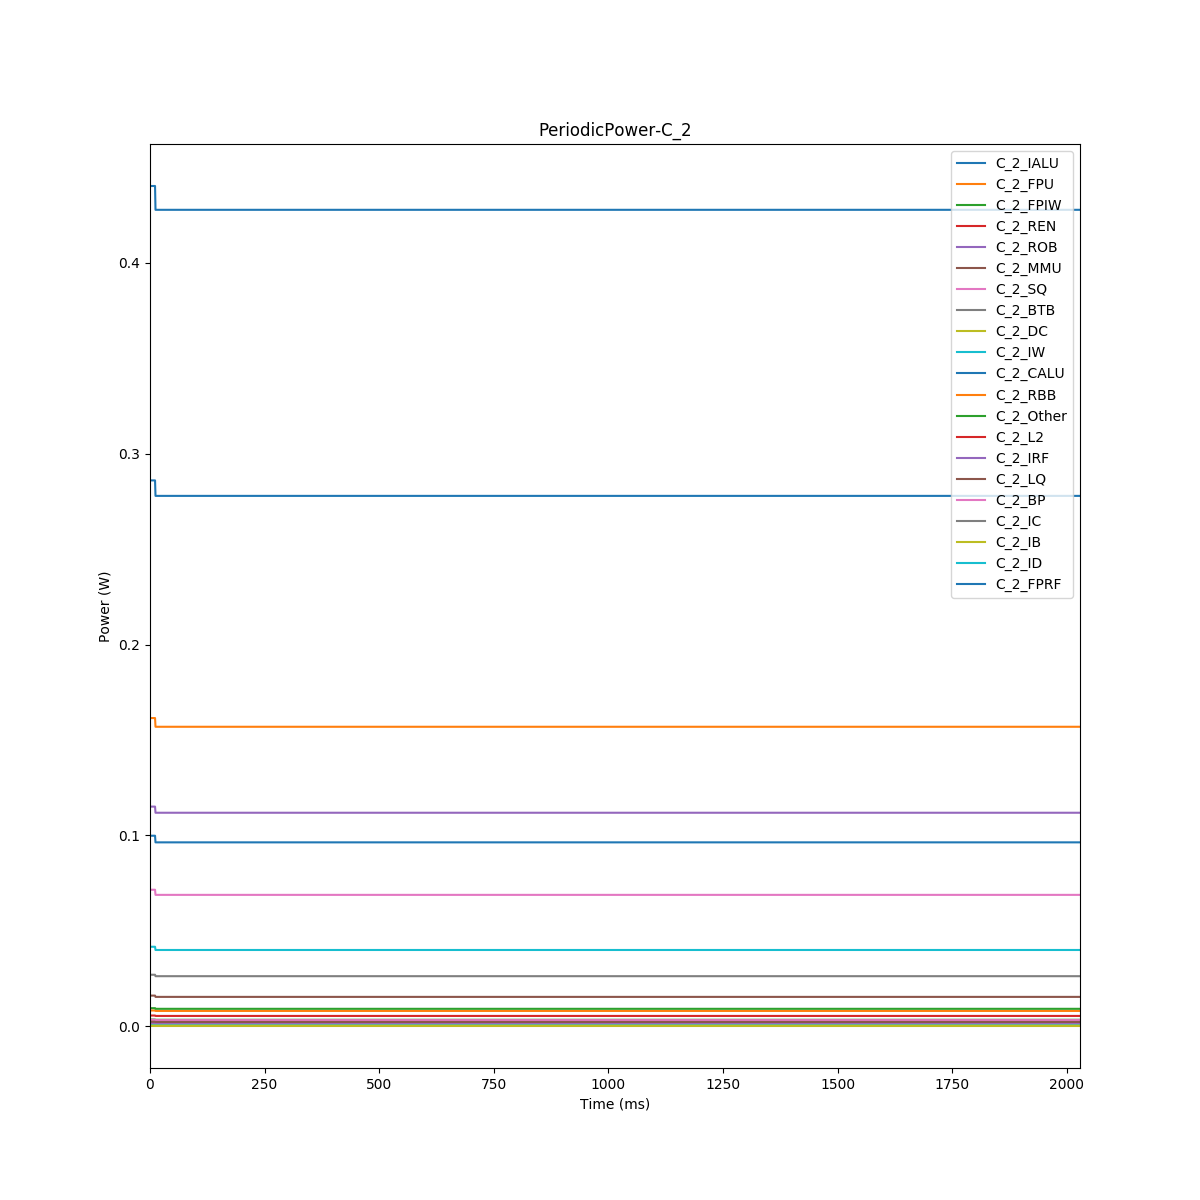 PeriodicPower-C_2
C_2_IALU
C_2_FPU
C_2_FPIW
C_2_REN
C_2_ROB
C_2_MMU
C_2_SQ
C_2_BTB
C_2_DC
C_2_IW
C_2_CALU
C_2_RBB
C_2_Other
C_2_L2
C_2_IRF
C_2_LQ
C_2_BP
C_2_IC
C_2_IB
C_2_ID
C_2_FPRF
0.4
0.3
0.2
0.1
0.0
Power (W)
0 250 500 750 1000 1250 1500 1750 2000
Time (ms)